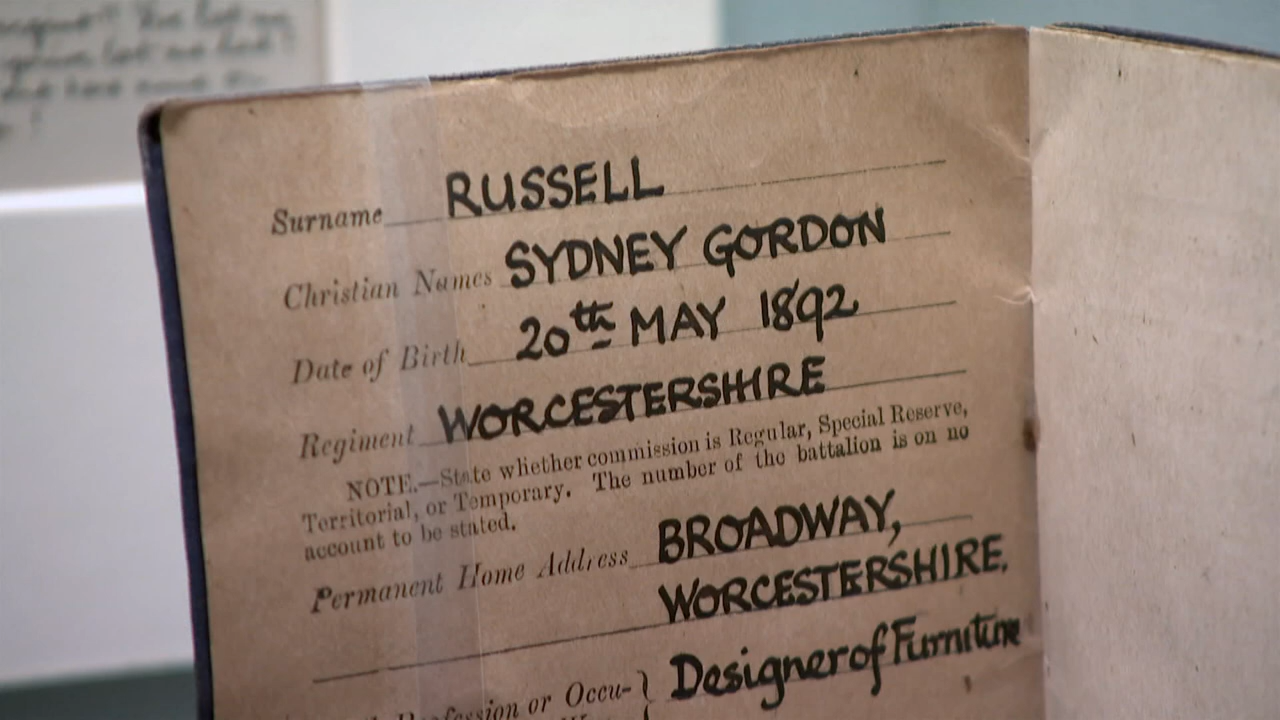 Surname RUSSELL
Christian Names SYDNEY GORDON
Date of Birth 20th MAY 1892
Regiment WORCESTERSHIRE
NOTE.—State whether commission is Regular, Special Reserve,
Territorial, or Temporary. The number of the battalion is on no
account to be stated.
Permanent Home Address BROADWAY,
WORCESTERSHIRE.
or Occu- } Designer of Furniture